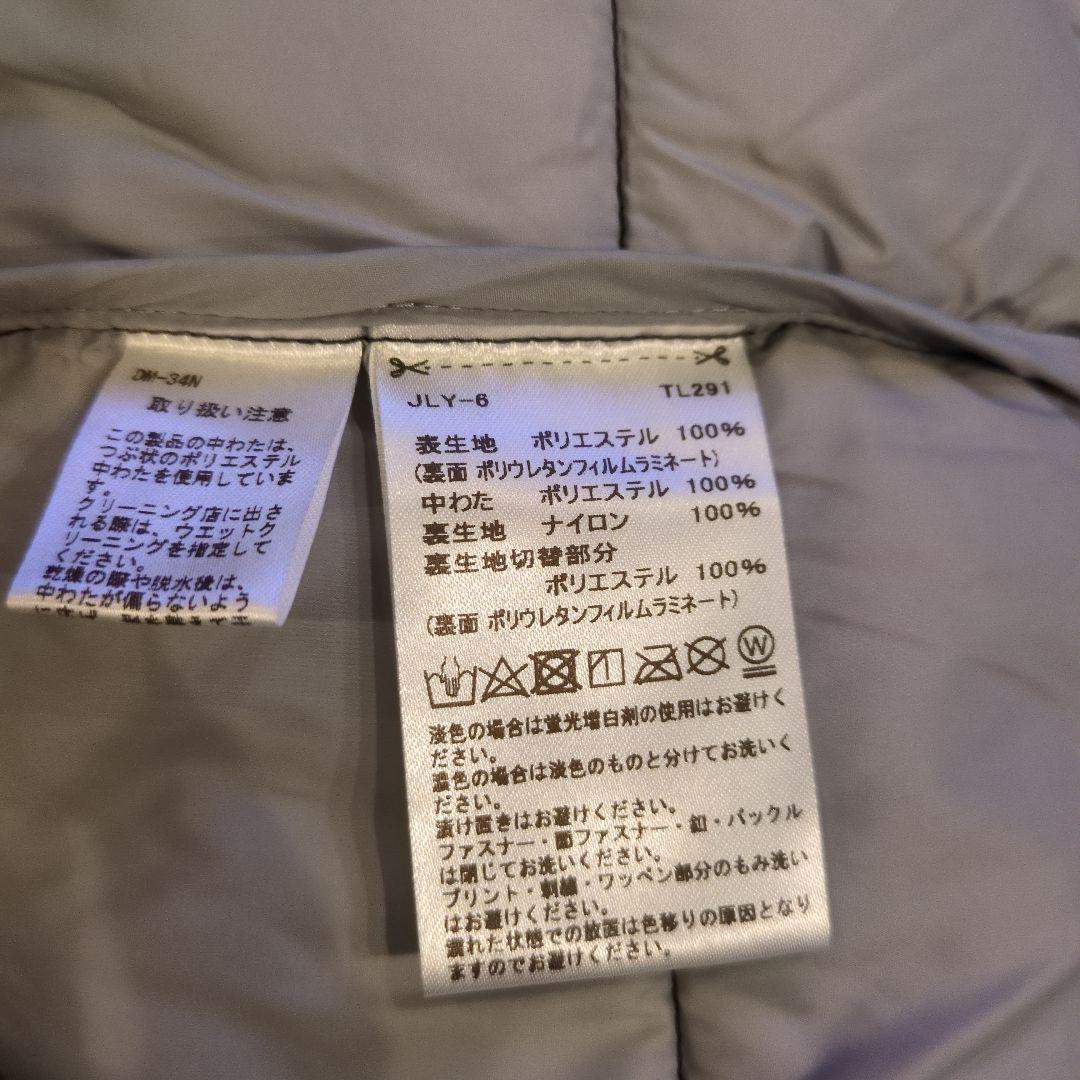 DM-34N
取り扱い注意
この製品の中わたは、
つぶ状のポリエステル
中わたを使用していま
す。
クリーニング店に出さ
れる際は、ウエットク
リーニングを指定して
ください。
乾燥の際や脱水後は、
中わたが偏らないよう
JLY-6 TL291
表生地 ポリエステル 100%
(裏面 ポリウレタンフィルムラミネート)
中わた ポリエステル 100%
裏生地 ナイロン 100%
裏生地切替部分
ポリエステル 100%
(裏面 ポリウレタンフィルムラミネート)
W
淡色の場合は蛍光増白剤の使用はお避けく
ださい。
濃色の場合は淡色のものと分けてお洗いく
ださい。
漬け置きはお避けください。
ファスナー・面ファスナー・釦・バックル
は閉じてお洗いください。
プリント・刺繍・ワッペン部分のもみ洗い
はお避けください。
濡れた状態での放置は色移りの原因となり
ますのでお避けください。